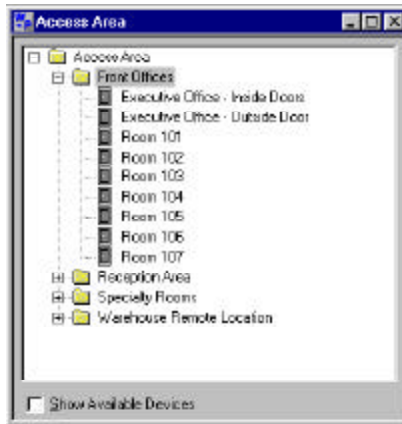 Access Area
Access Area
Front Offices
Executive Office - Inside Doors
Executive Office - Outside Door
Room 101
Room 102
Room 103
Room 104
Room 105
Room 106
Room 107
Reception Area
Specialty Rooms
Warehouse Remote Location
Show Available Devices